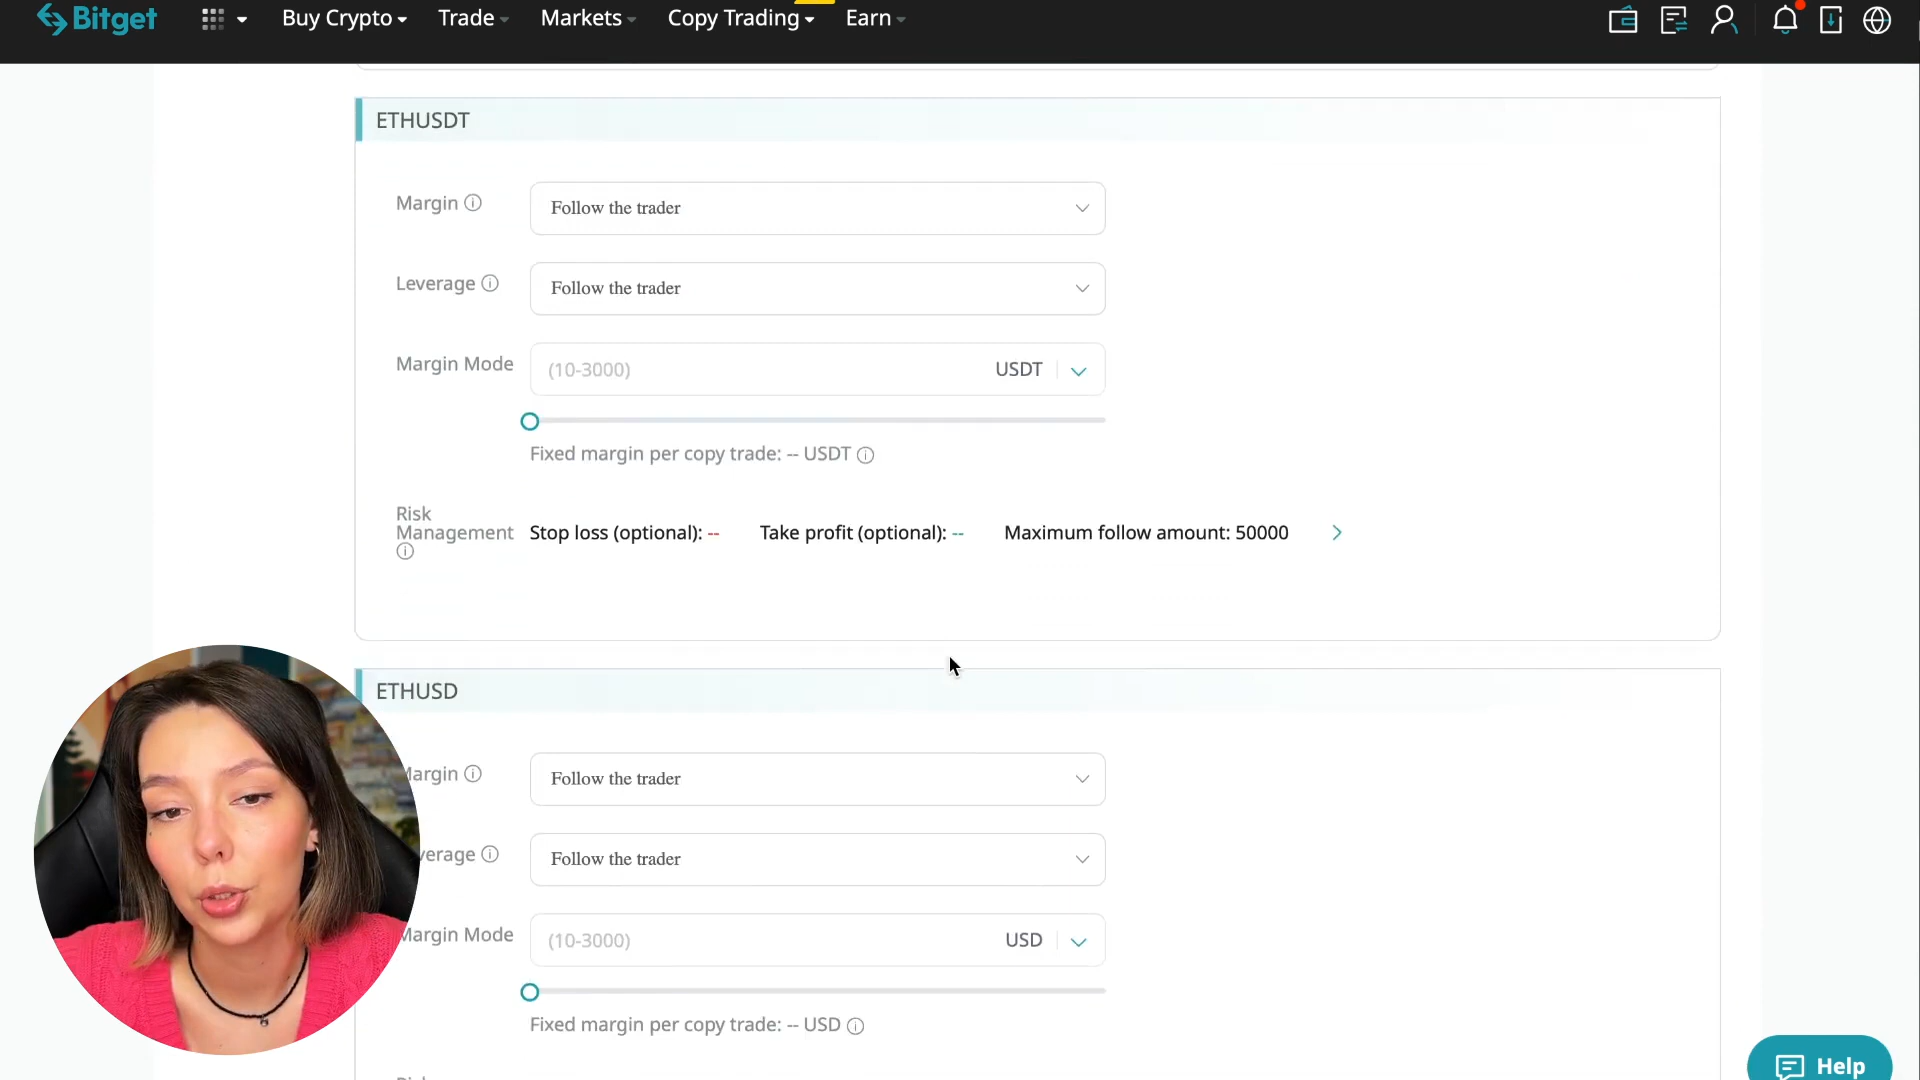 Bitget Buy Crypto Trade Markets Copy Trading Earn
ETHUSDT
Margin Follow the trader
Leverage Follow the trader
Margin Mode (10-3000) USDT
Fixed margin per copy trade: -- USDT
Risk Management Stop loss (optional): -- Take profit (optional): -- Maximum follow amount: 50000
ETHUSD
Margin Follow the trader
verage Follow the trader
Margin Mode (10-3000) USD
Fixed margin per copy trade: -- USD
Help